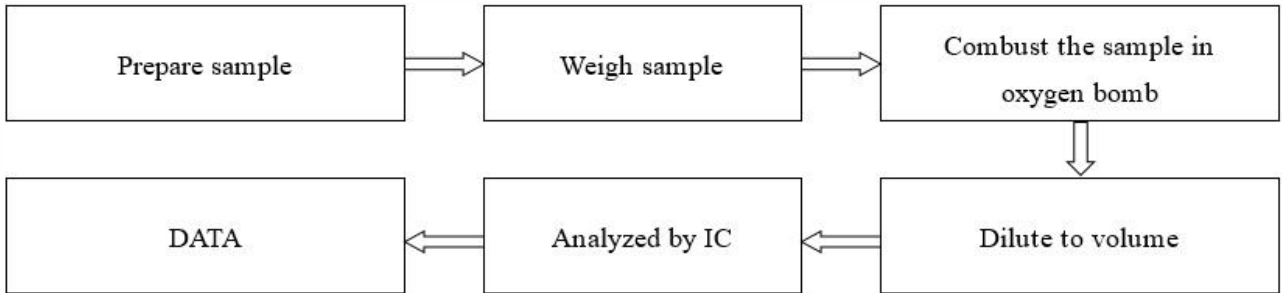 Prepare sample
Weigh sample
Combust the sample in
oxygen bomb
Dilute to volume
Analyzed by IC
DATA